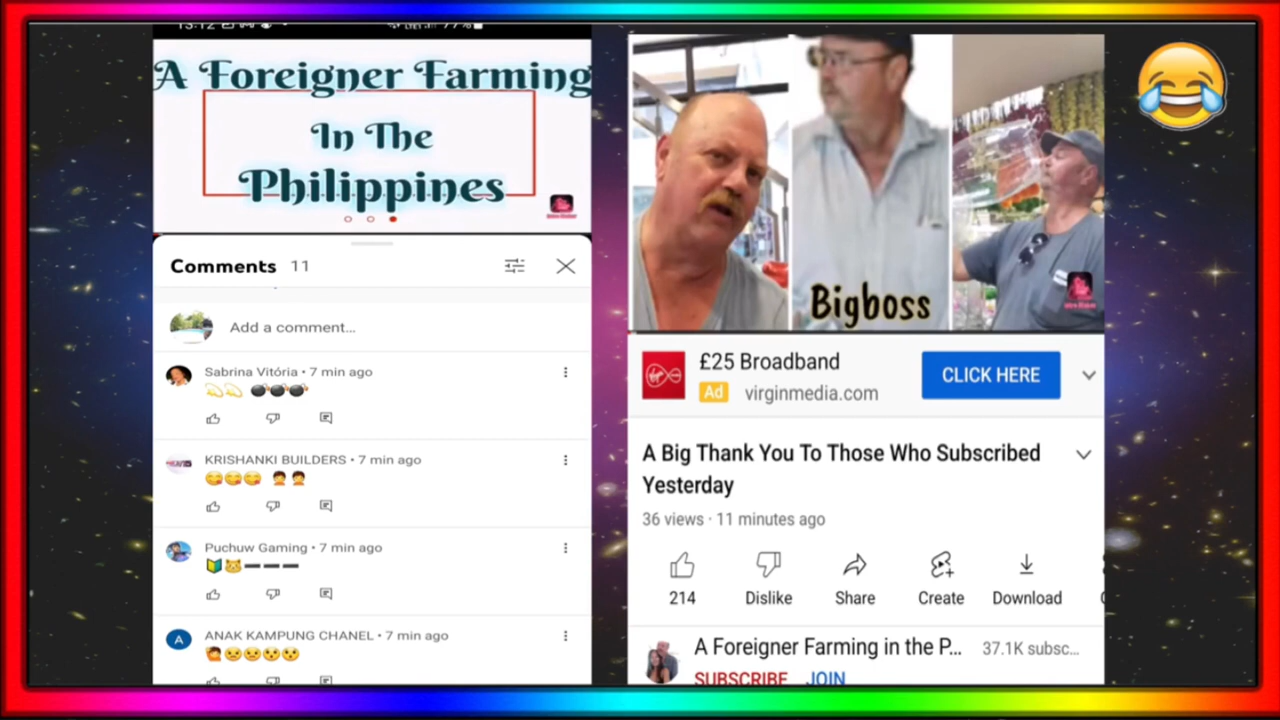 13:12
77%
A Foreigner Farming
In The
Philippines
Comments 11
Add a comment...
Sabrina Vitória • 7 min ago
KRISHANKI BUILDERS • 7 min ago
Puchuw Gaming • 7 min ago
A
ANAK KAMPUNG CHANEL • 7 min ago
Bigboss
£25 Broadband
CLICK HERE
Ad virginmedia.com
A Big Thank You To Those Who Subscribed
Yesterday
36 views · 11 minutes ago
214
Dislike
Share
Create
Download
A Foreigner Farming in the P... 37.1K subsc...
SUBSCRIBE JOIN